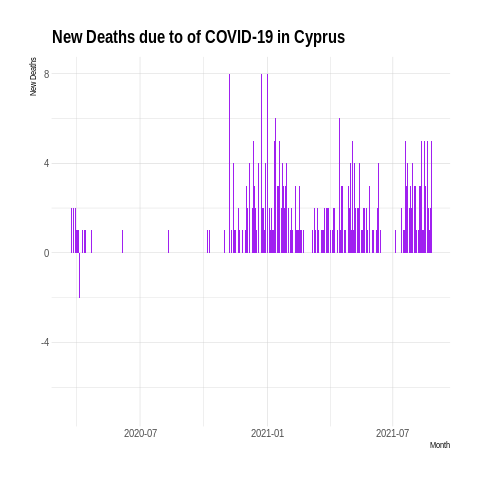 New Deaths due to of COVID-19 in Cyprus
New Deaths
8
4
0
-4
2020-07 2021-01 2021-07
Month